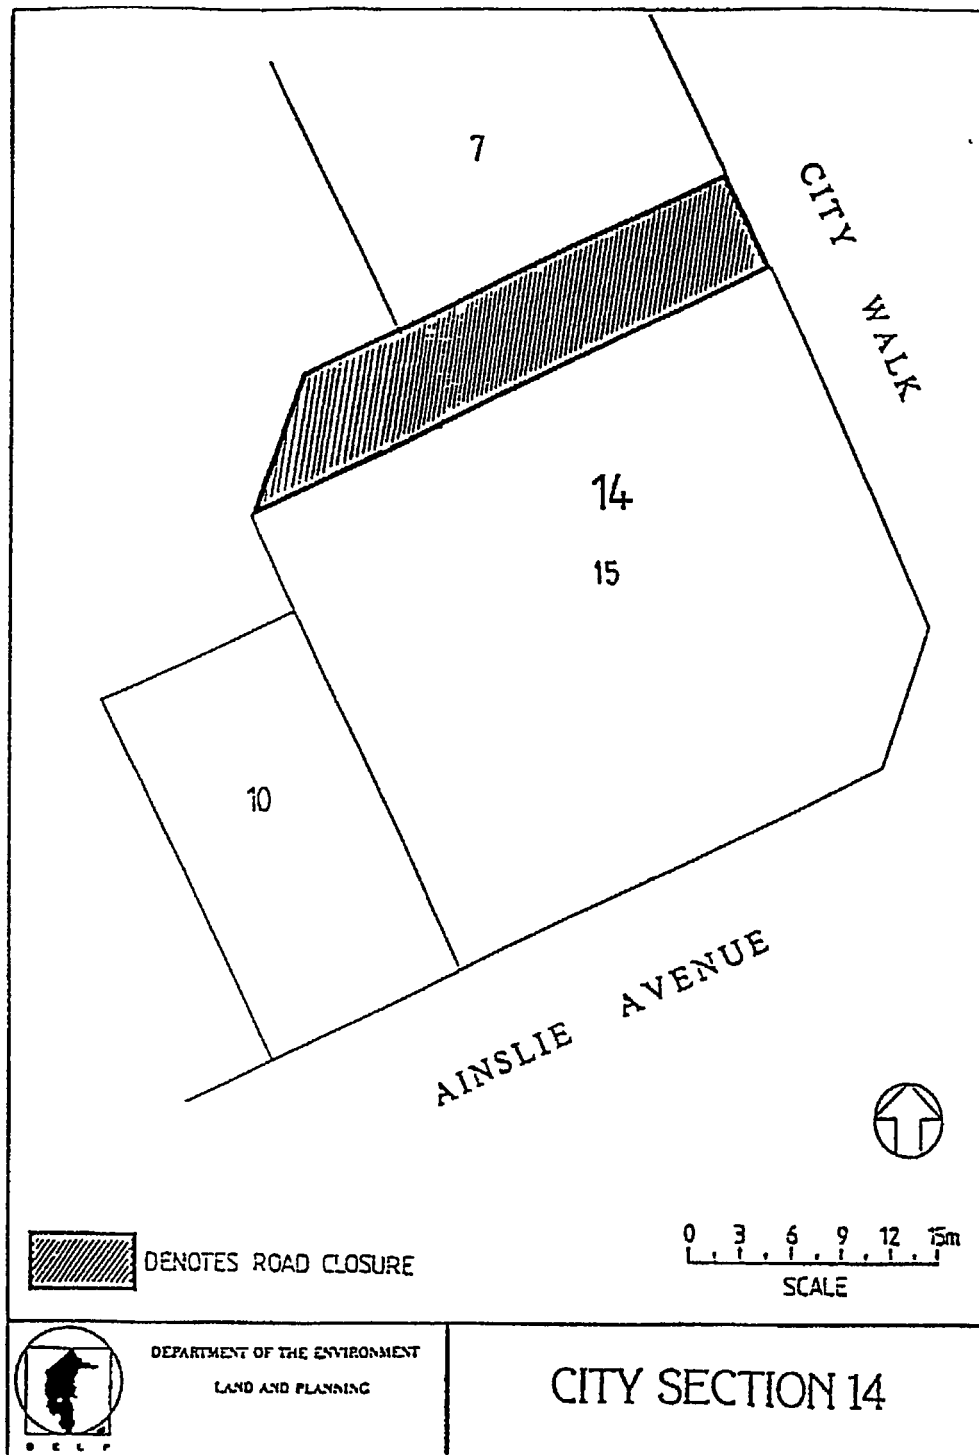 7
CITY WALK
14
15
10
AINSLIE AVENUE
DENOTES ROAD CLOSURE
0 3 6 9 12 15m
SCALE
DEPARTMENT OF THE ENVIRONMENT
LAND AND PLANNING
D E L P
CITY SECTION 14